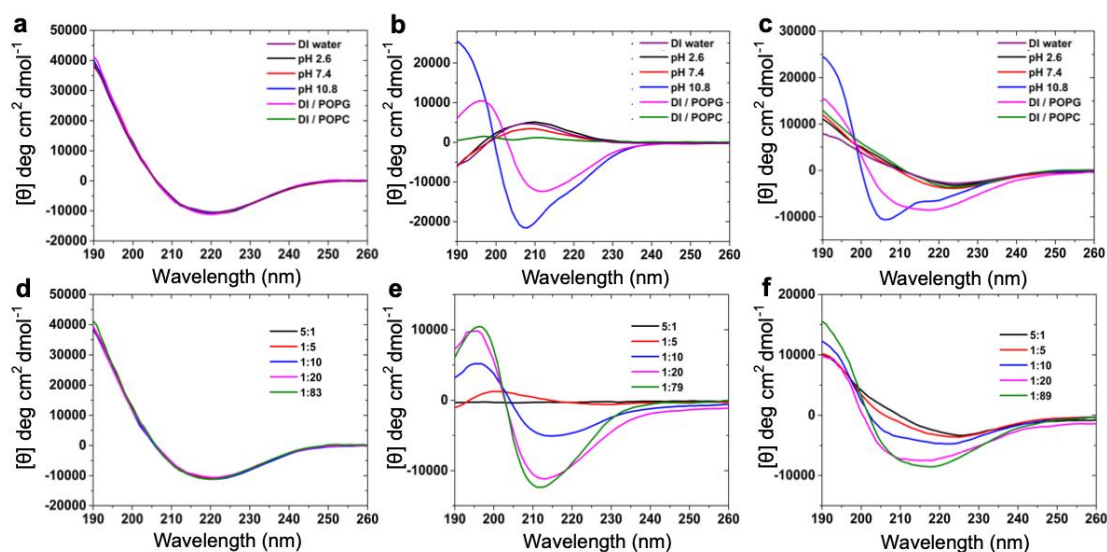 a
50000
40000
30000
20000
10000
0
-10000
-20000
190 200 210 220 230 240 250 260
[θ] deg cm² dmol⁻¹
Wavelength (nm)
DI water
pH 2.6
pH 7.4
pH 10.8
DI / POPG
DI / POPC
b
25000
20000
15000
10000
5000
0
-5000
-10000
-15000
-20000
190 200 210 220 230 240 250 260
[θ] deg cm² dmol⁻¹
Wavelength (nm)
DI water
pH 2.6
pH 7.4
pH 10.8
DI / POPG
DI / POPC
c
30000
20000
10000
0
-10000
190 200 210 220 230 240 250 260
[θ] deg cm² dmol⁻¹
Wavelength (nm)
DI water
pH 2.6
pH 7.4
pH 10.8
DI / POPG
DI / POPC
d
50000
40000
30000
20000
10000
0
-10000
-20000
190 200 210 220 230 240 250 260
[θ] deg cm² dmol⁻¹
Wavelength (nm)
5:1
1:5
1:10
1:20
1:83
e
10000
0
-10000
190 200 210 220 230 240 250 260
[θ] deg cm² dmol⁻¹
Wavelength (nm)
5:1
1:5
1:10
1:20
1:79
f
20000
10000
0
-10000
190 200 210 220 230 240 250 260
[θ] deg cm² dmol⁻¹
Wavelength (nm)
5:1
1:5
1:10
1:20
1:89